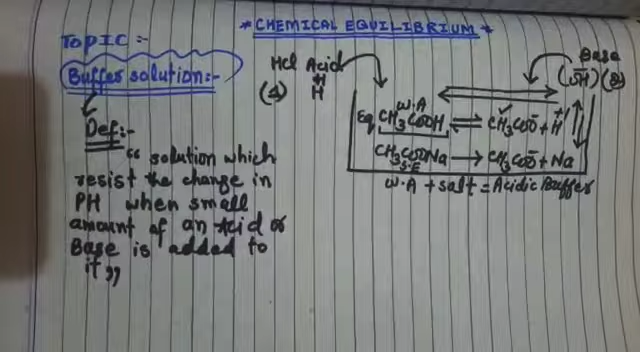 * CHEMICAL EQUILIBRIUM *
TOPIC :-
Buffer solution:-
Def:-
" solution which
resist the change in
PH when small
amount of an Acid or
Base is added to
it"
HCl Acid
H
Base
(OH)
W.A
Eq CH3COOH ⇌ CH3COO- + H+
CH3COONa → CH3COO- + Na
S.E
W.A + salt = Acidic Buffer